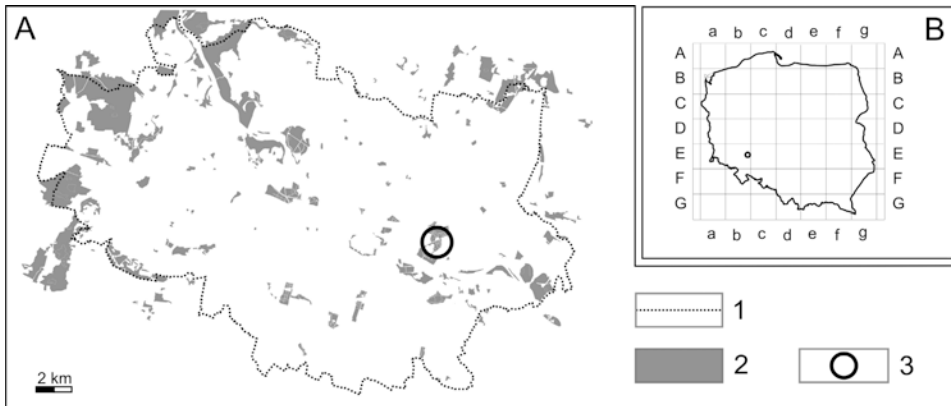 A
2 km
B
a b c d e f g
A A
B B
C C
D D
E E
F F
G G
a b c d e f g
1
2 3